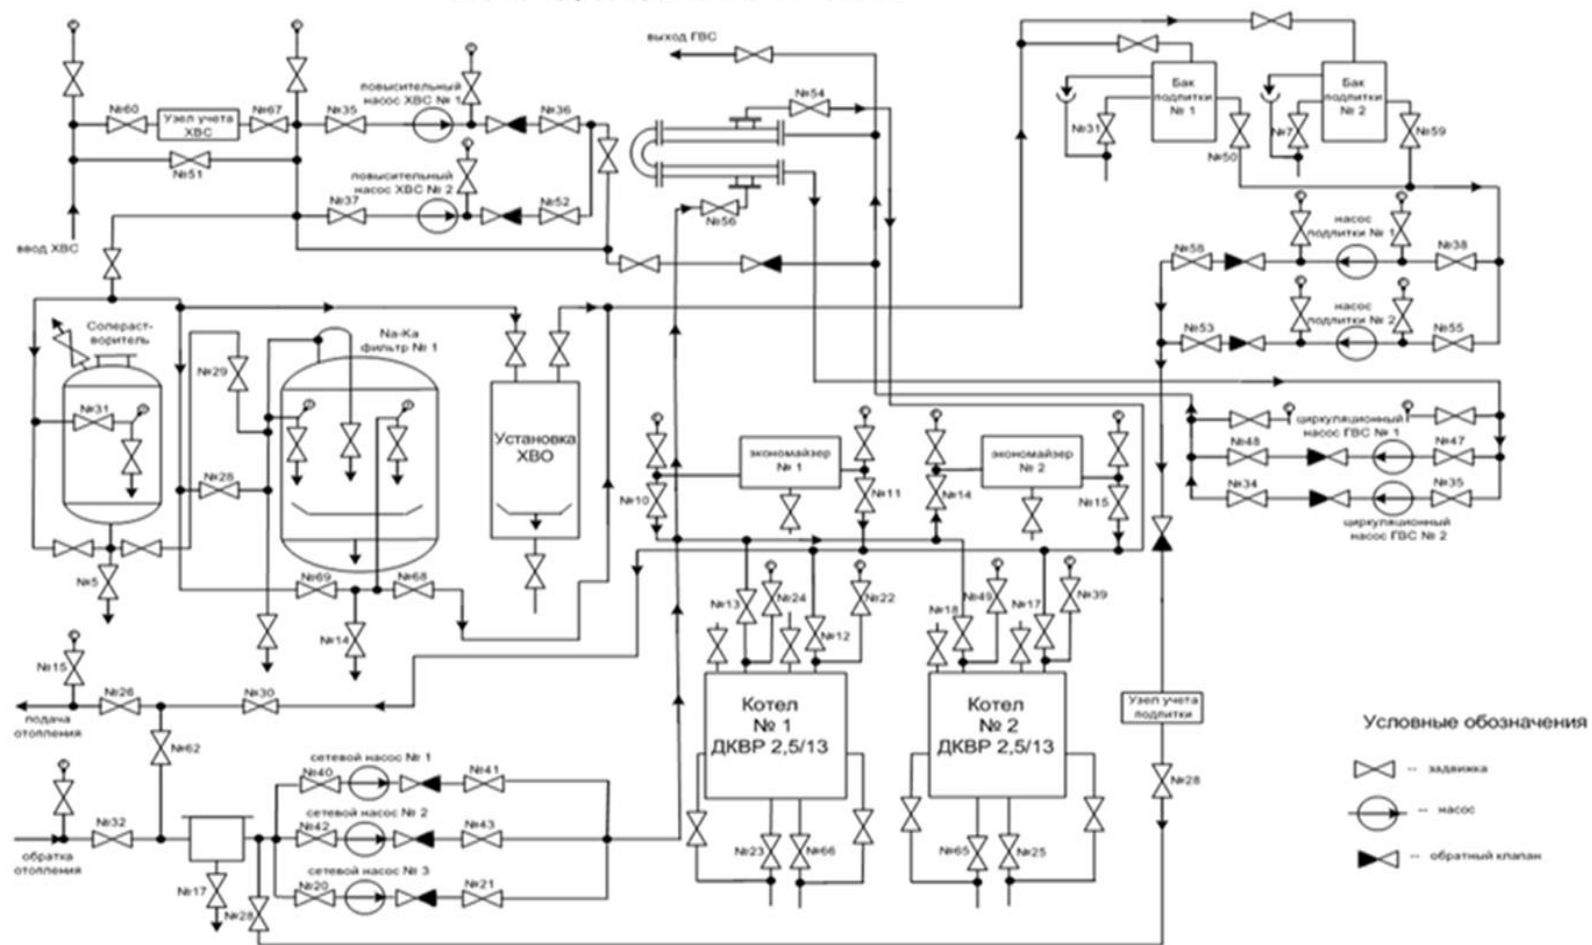 выход ГВС
№54
Бак
подпитки
№ 1
Бак
подпитки
№ 2
№60
Узел учета
ХВС
№67
№35
повысительный
насос ХВС № 1
№36
№31
№50
№7
№59
№51
повысительный
насос ХВС № 2
№37
№52
№56
ввод ХВС
№58
насос
подпитки № 1
№38
№53
насос
подпитки № 2
№55
Солераст-
воритель
№29
Na-Ka
фильтр № 1
№31
№28
Установка
ХВО
экономайзер
№ 1
экономайзер
№ 2
№10
№11
№14
№15
циркуляционный
насос ГВС № 1
№48
№47
№34
№35
циркуляционный
насос ГВС № 2
№5
№69
№68
№14
№13
№24
№12
№22
№18
№49
№17
№39
№15
№26
№30
подача
отопления
№62
Котел
№ 1
ДКВР 2,5/13
Котел
№ 2
ДКВР 2,5/13
Узел учета
подпитки
Условные обозначения
-- задвижка
-- насос
-- обратный клапан
сетевой насос № 1
№40
№41
сетевой насос № 2
№42
№43
сетевой насос № 3
№20
№21
№32
обратка
отопления
№17
№28
№23
№66
№65
№25
№28